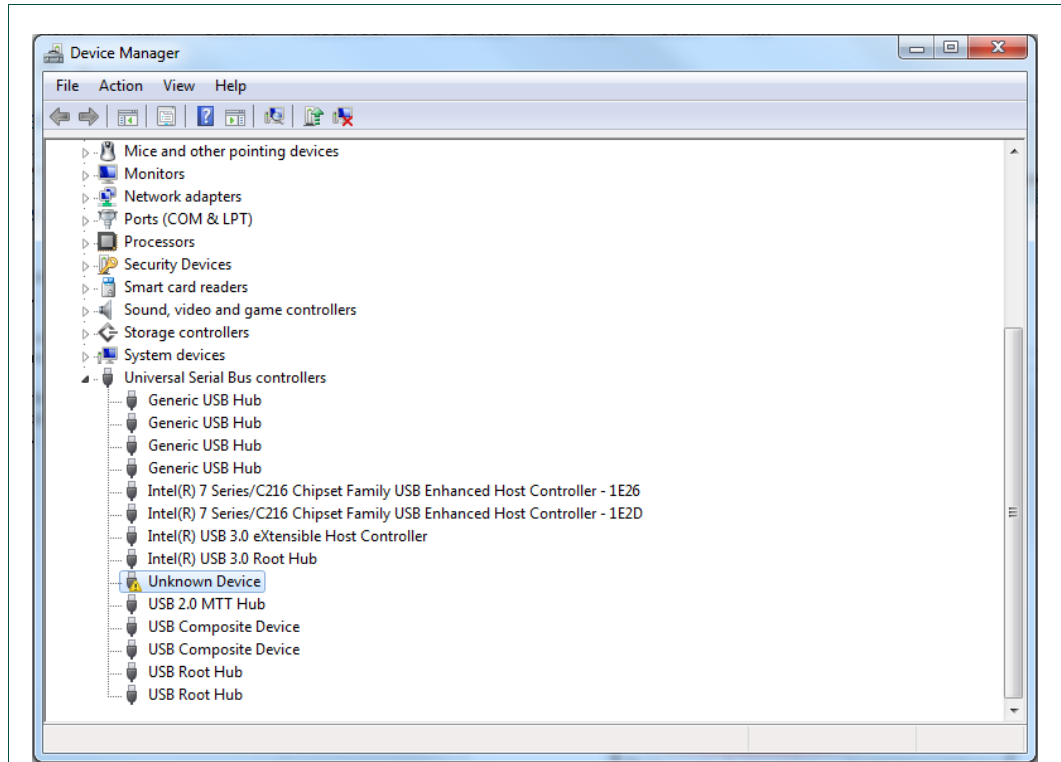 Device Manager
File Action View Help
Mice and other pointing devices
Monitors
Network adapters
Ports (COM & LPT)
Processors
Security Devices
Smart card readers
Sound, video and game controllers
Storage controllers
System devices
Universal Serial Bus controllers
Generic USB Hub
Generic USB Hub
Generic USB Hub
Generic USB Hub
Intel(R) 7 Series/C216 Chipset Family USB Enhanced Host Controller - 1E26
Intel(R) 7 Series/C216 Chipset Family USB Enhanced Host Controller - 1E2D
Intel(R) USB 3.0 eXtensible Host Controller
Intel(R) USB 3.0 Root Hub
Unknown Device
USB 2.0 MTT Hub
USB Composite Device
USB Composite Device
USB Root Hub
USB Root Hub